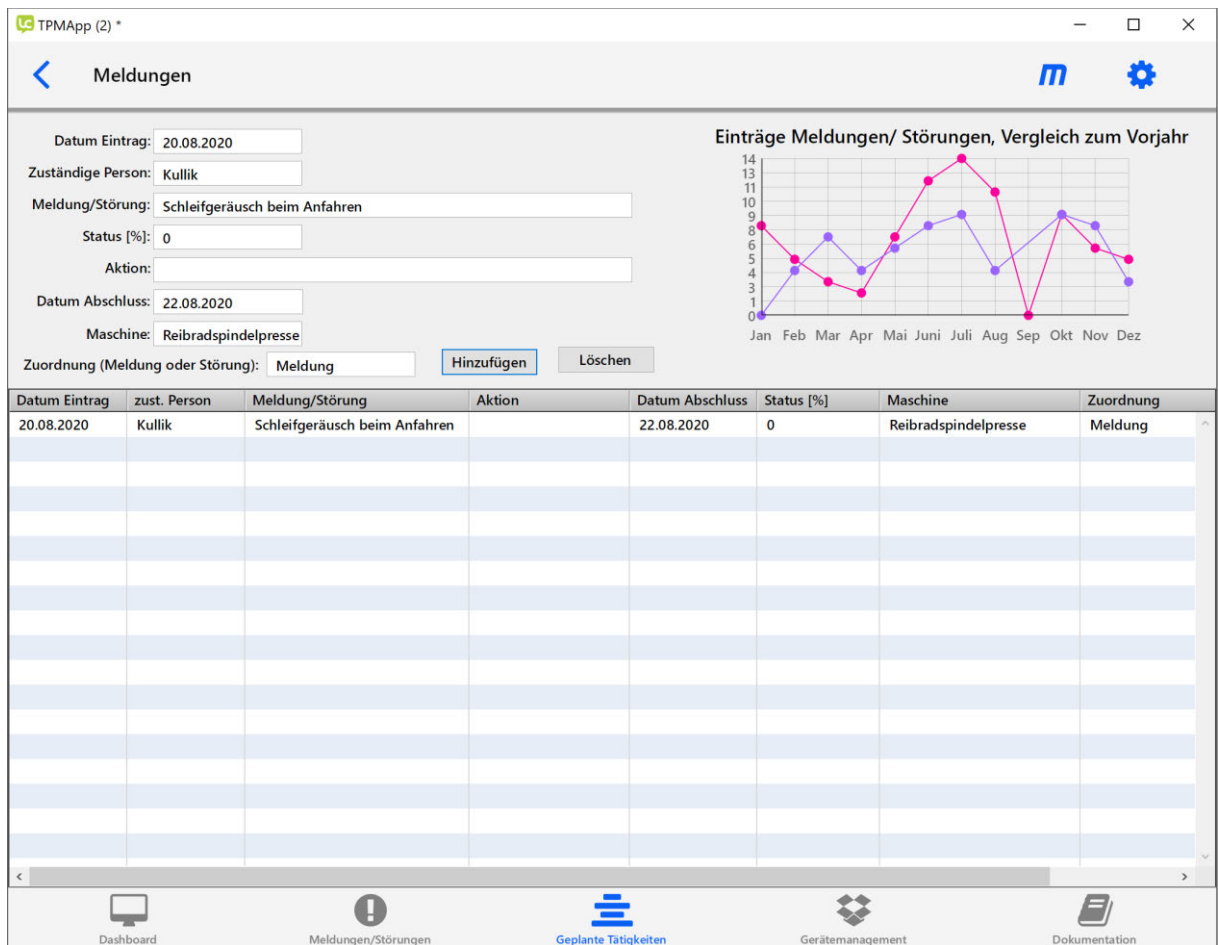 TPMApp (2) *
Meldungen
m
Datum Eintrag: 20.08.2020
Zuständige Person: Kullik
Meldung/Störung: Schleifgeräusch beim Anfahren
Status [%]: 0
Aktion:
Datum Abschluss: 22.08.2020
Maschine: Reibradspindelpresse
Zuordnung (Meldung oder Störung): Meldung
Hinzufügen
Löschen
Einträge Meldungen/ Störungen, Vergleich zum Vorjahr
14
13
11
10
9
8
6
5
4
3
1
0
Jan Feb Mar Apr Mai Juni Juli Aug Sep Okt Nov Dez
Datum Eintrag zust. Person Meldung/Störung Aktion Datum Abschluss Status [%] Maschine Zuordnung
20.08.2020 Kullik Schleifgeräusch beim Anfahren 22.08.2020 0 Reibradspindelpresse Meldung
Dashboard Meldungen/Störungen Geplante Tätigkeiten Gerätemanagement Dokumentation